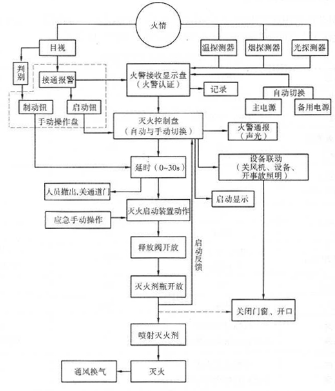 火情
目视
温探测器
烟探测器
光探测器
判别
接通报警
火警接收显示盘
(火警认证)
自动切换
记录
主电源
备用电源
制动钮
启动钮
手动操作盘
灭火控制盘
(自动与手动切换)
火警通报
(声光)
延时(0~30s)
设备联动
(关风机、设备、
开事故照明)
人员撤出、关通道门
启动显示
应急手动操作
灭火启动装置动作
释放阀开放
启动反馈
灭火剂瓶开放
关闭门窗、开口
喷射灭火剂
通风换气
灭火